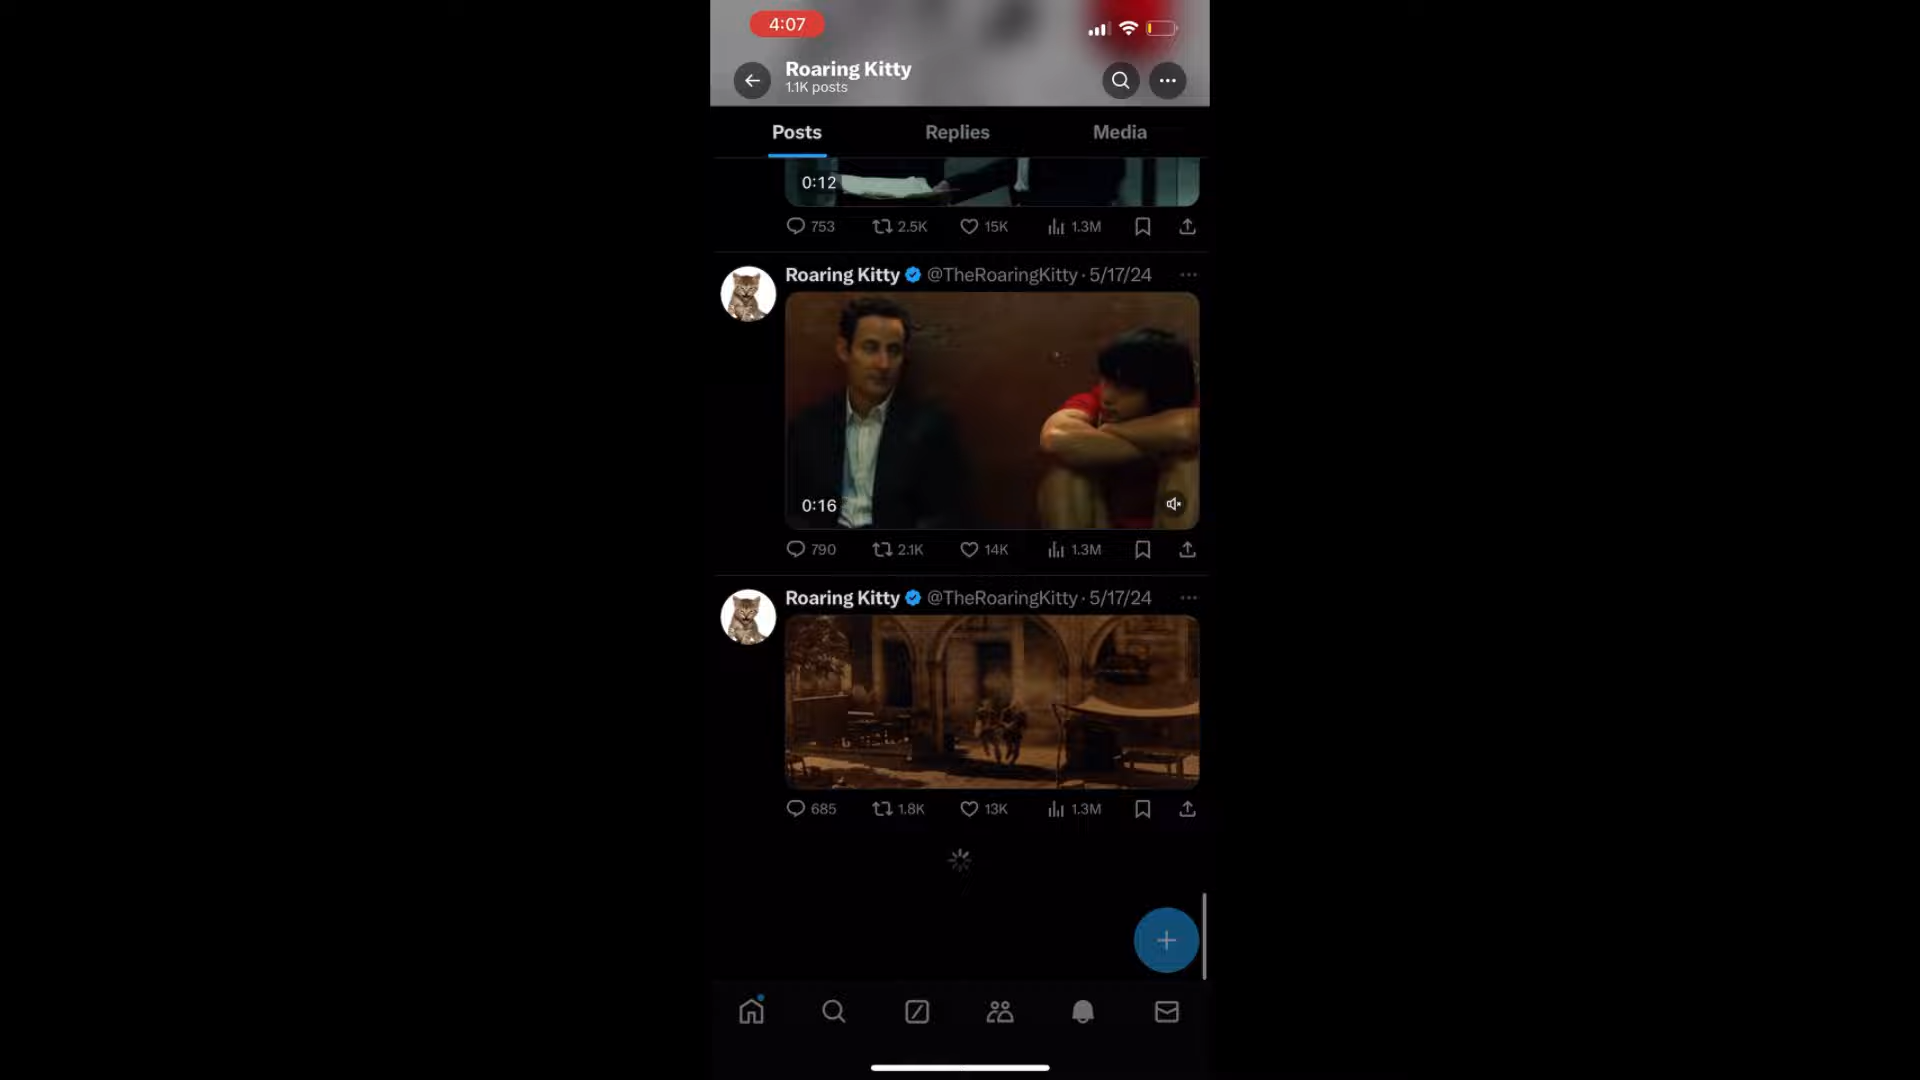 4:07
Roaring Kitty
1.1K posts
Posts Replies Media
0:12
753 2.5K 15K 1.3M
Roaring Kitty @TheRoaringKitty · 5/17/24
0:16
790 2.1K 14K 1.3M
Roaring Kitty @TheRoaringKitty · 5/17/24
685 1.8K 13K 1.3M